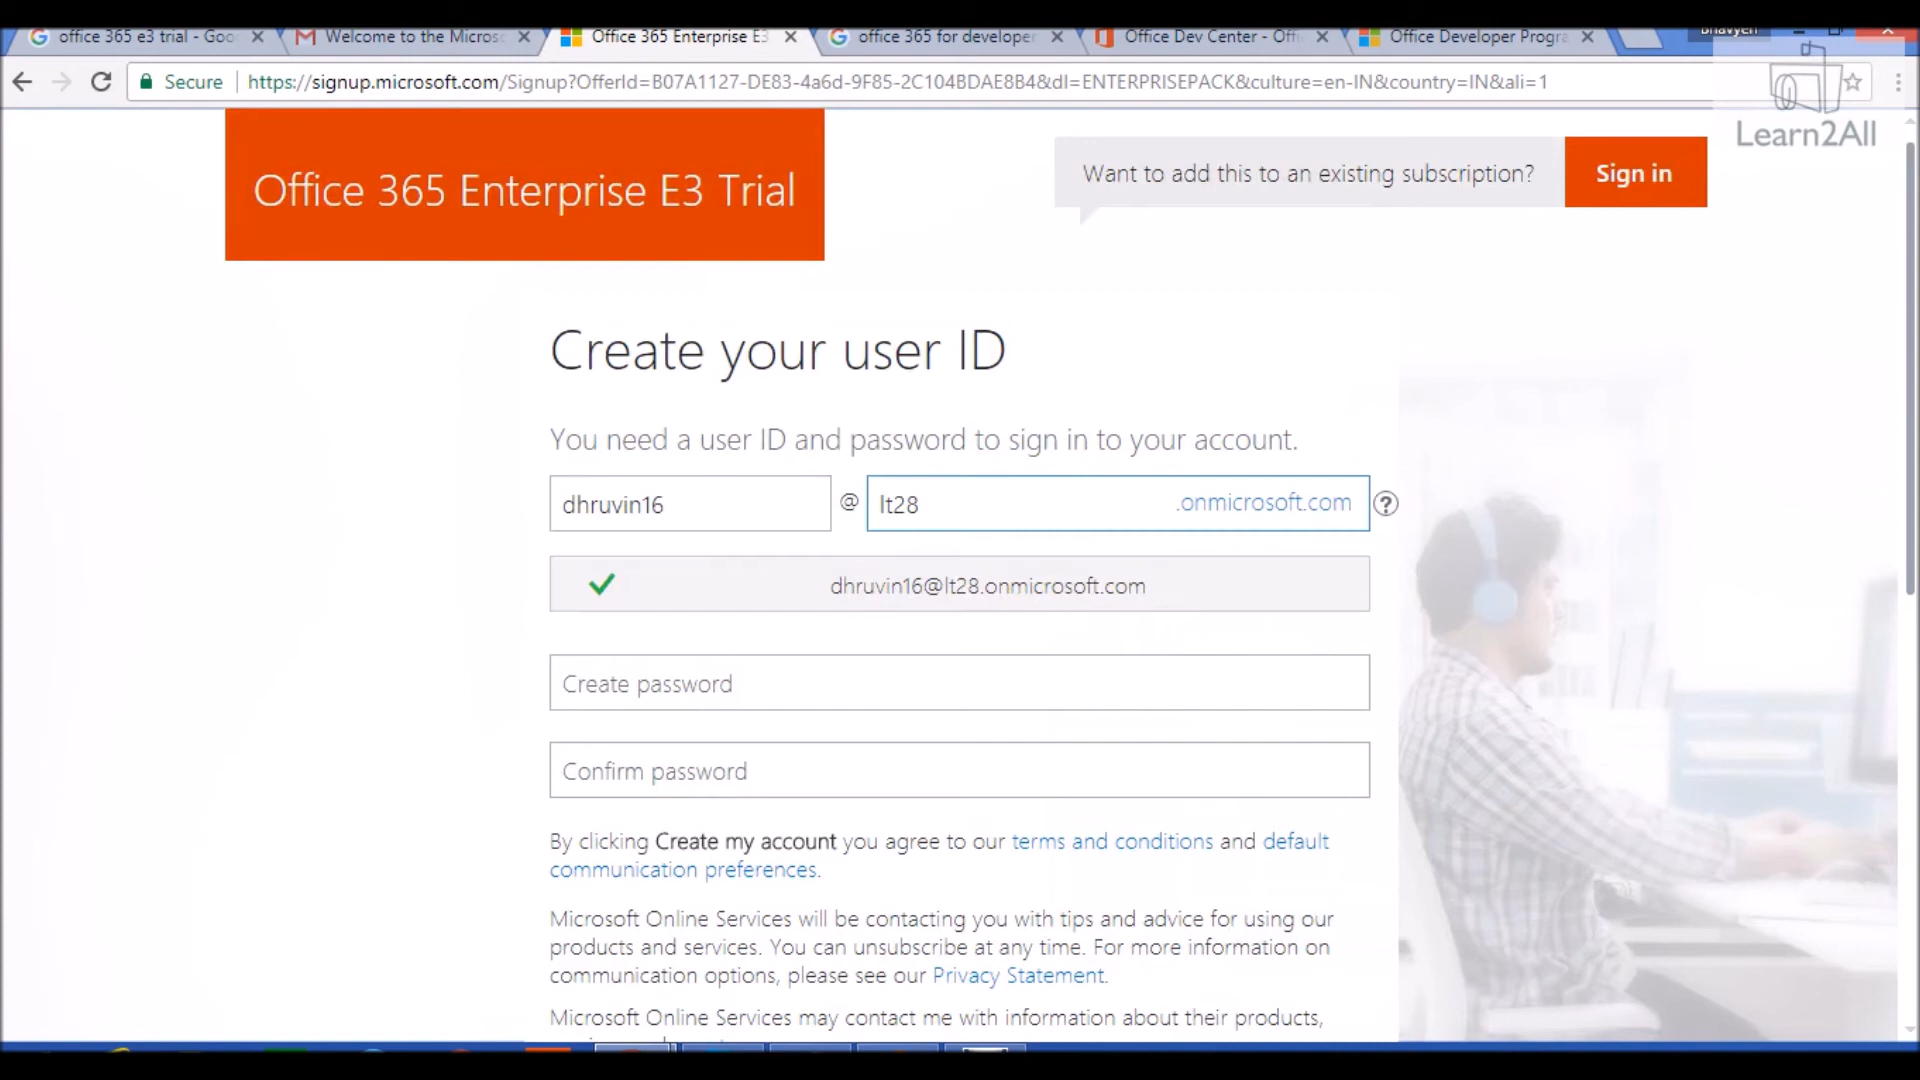 office 365 e3 trial - Goo
Welcome to the Micros
Office 365 Enterprise E3
office 365 for developer
Office Dev Center - Offi
Office Developer Progra
Bhavyen
Secure
https://signup.microsoft.com/Signup?OfferId=B07A1127-DE83-4a6d-9F85-2C104BDAE8B4&dl=ENTERPRISEPACK&culture=en-IN&country=IN&ali=1
Learn2All
Office 365 Enterprise E3 Trial
Want to add this to an existing subscription?
Sign in
Create your user ID
You need a user ID and password to sign in to your account.
dhruvin16 @ lt28 .onmicrosoft.com ?
dhruvin16@lt28.onmicrosoft.com
Create password
Confirm password
By clicking Create my account you agree to our terms and conditions and default
communication preferences.
Microsoft Online Services will be contacting you with tips and advice for using our
products and services. You can unsubscribe at any time. For more information on
communication options, please see our Privacy Statement.
Microsoft Online Services may contact me with information about their products,